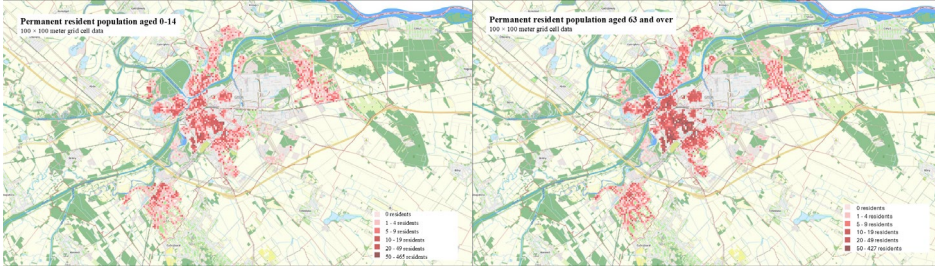 Permanent resident population aged 0-14
100 × 100 meter grid cell data
0 residents
1 - 4 residents
5 - 9 residents
10 - 19 residents
20 - 49 residents
50 - 465 residents
Permanent resident population aged 63 and over
100 × 100 meter grid cell data
0 residents
1 - 4 residents
5 - 9 residents
10 - 19 residents
20 - 49 residents
50 - 427 residents